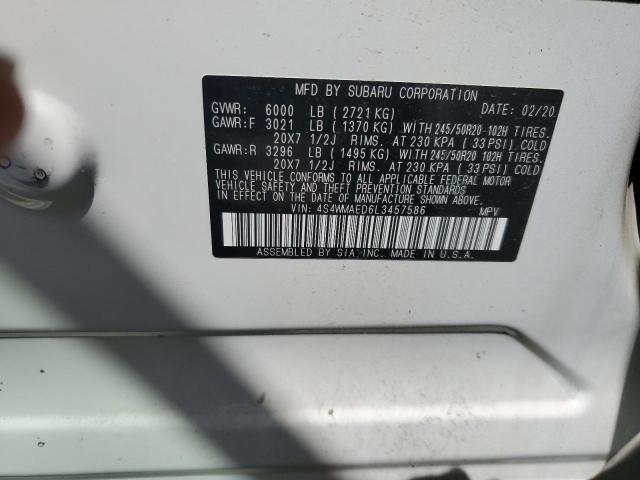 MFD BY SUBARU CORPORATION
GVWR: 6000 LB ( 2721 KG) DATE: 02/20
GAWR:F 3021 LB ( 1370 KG) WITH 245/50R20 102H TIRES.
20X7 1/2J RIMS. AT 230 KPA ( 33 PSI) COLD
GAWR:R 3296 LB ( 1495 KG) WITH 245/50R20 102H TIRES.
20X7 1/2J RIMS. AT 230 KPA ( 33 PSI) COLD
THIS VEHICLE CONFORMS TO ALL APPLICABLE FEDERAL MOTOR
VEHICLE SAFETY AND BUMPER AND THEFT PREVENTION STANDARDS
IN EFFECT ON THE DATE OF MANUFACTURE SHOWN ABOVE.
VIN: 4S4WMAED6L3457586 MPV
ASSEMBLED BY SIA,INC. MADE IN U.S.A.